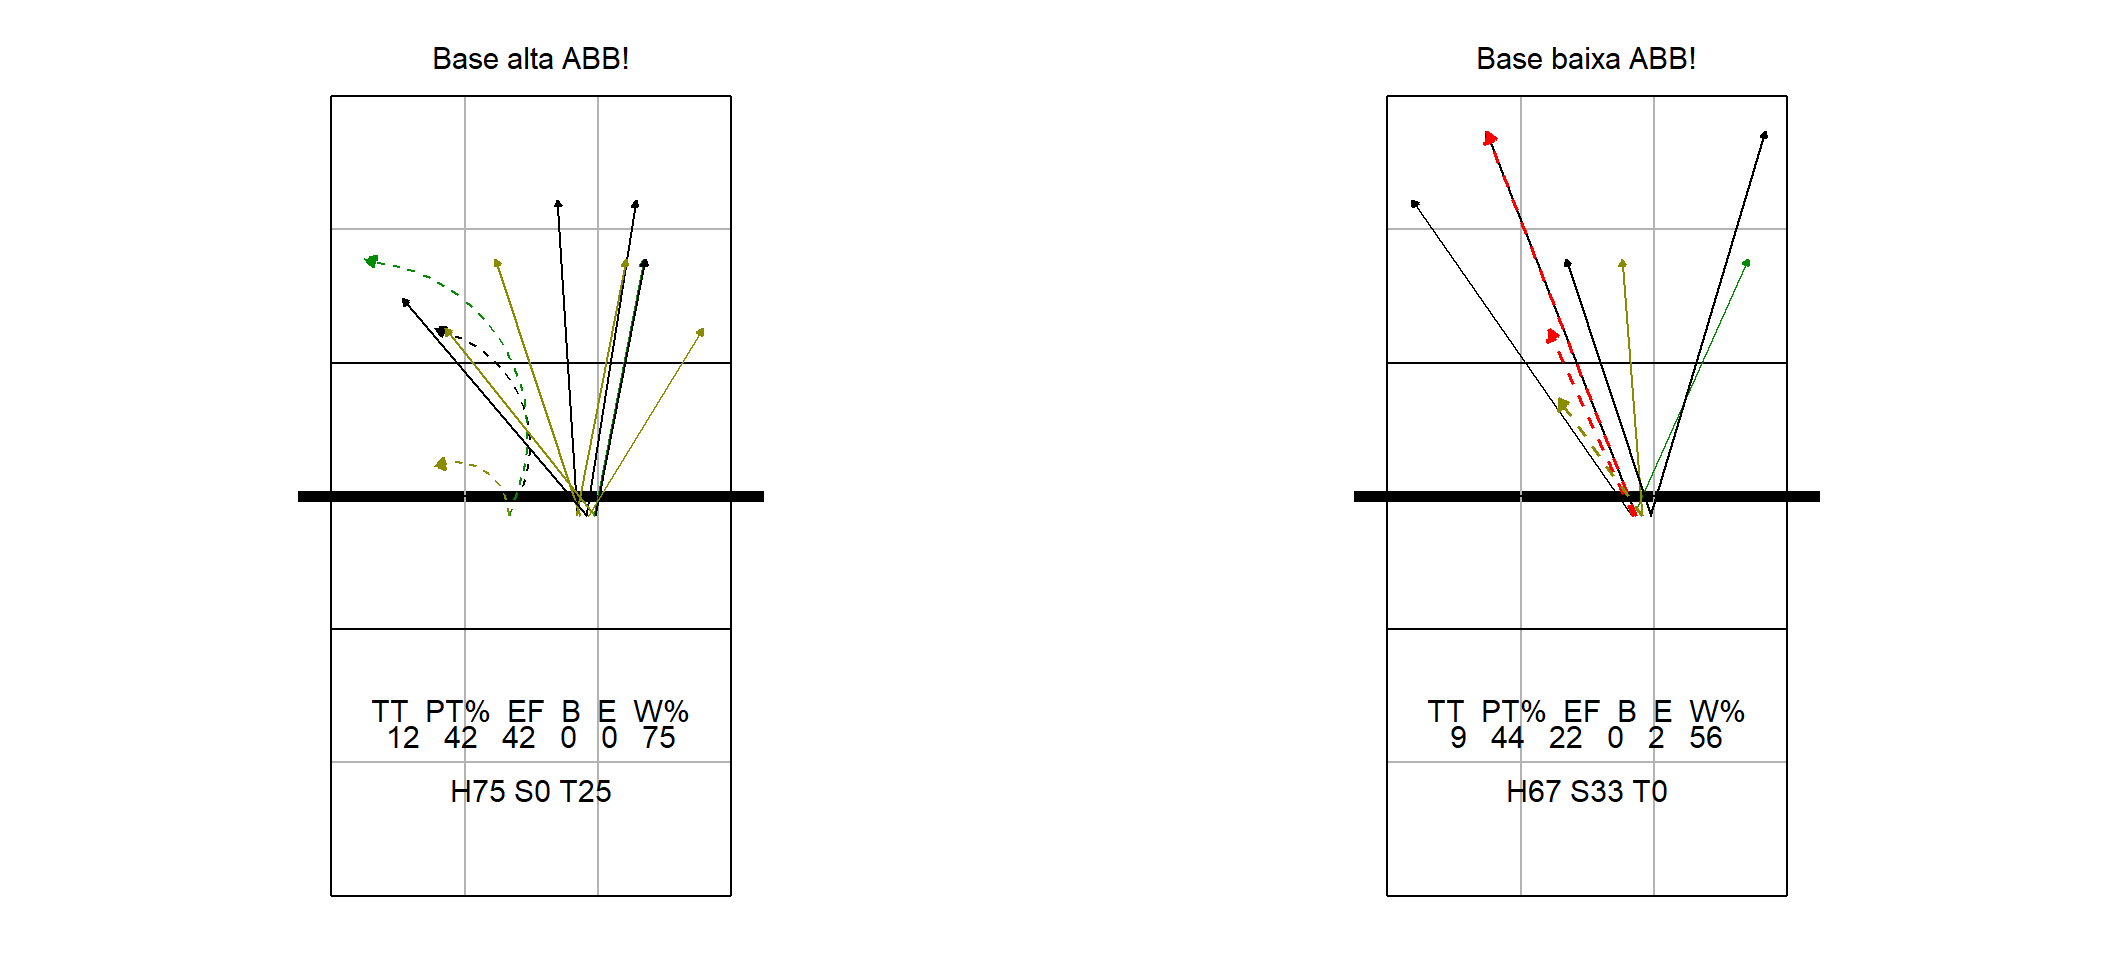 Base alta ABB!
TT PT% EF B E W%
12 42 42 0 0 75
H75 S0 T25
Base baixa ABB!
TT PT% EF B E W%
9 44 22 0 2 56
H67 S33 T0